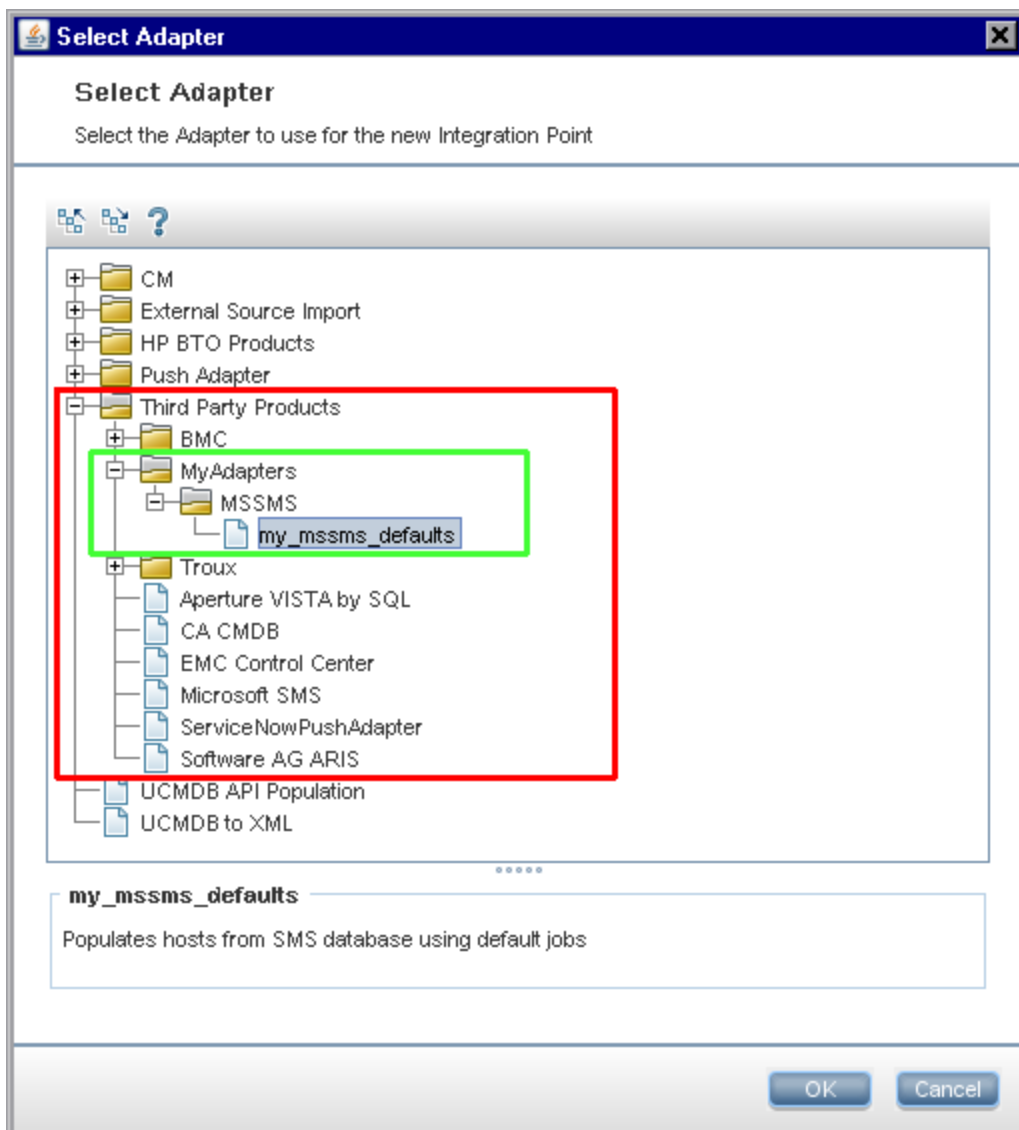 Select Adapter
Select Adapter
Select the Adapter to use for the new Integration Point
CM
External Source Import
HP BTO Products
Push Adapter
Third Party Products
BMC
MyAdapters
MSSMS
my_mssms_defaults
Troux
Aperture VISTA by SQL
CA CMDB
EMC Control Center
Microsoft SMS
ServiceNowPushAdapter
Software AG ARIS
UCMDB API Population
UCMDB to XML
my_mssms_defaults
Populates hosts from SMS database using default jobs
OK Cancel